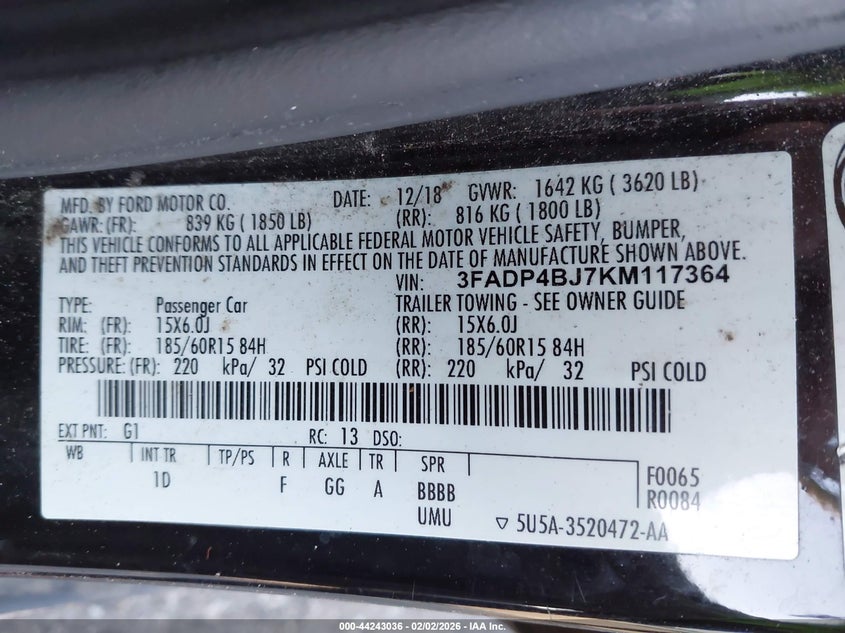 MFD. BY FORD MOTOR CO. DATE: 12/18 GVWR: 1642 KG ( 3620 LB)
GAWR: (FR): 839 KG ( 1850 LB) (RR): 816 KG ( 1800 LB)
THIS VEHICLE CONFORMS TO ALL APPLICABLE FEDERAL MOTOR VEHICLE SAFETY, BUMPER,
AND THEFT PREVENTION STANDARDS IN EFFECT ON THE DATE OF MANUFACTURE SHOWN ABOVE.
VIN: 3FADP4BJ7KM117364
TYPE: Passenger Car TRAILER TOWING - SEE OWNER GUIDE
RIM: (FR): 15X6.0J (RR): 15X6.0J
TIRE: (FR): 185/60R15 84H (RR): 185/60R15 84H
PRESSURE: (FR): 220 kPa/ 32 PSI COLD (RR): 220 kPa/ 32 PSI COLD
EXT PNT: G1 RC: 13 DSO:
WB INT TR TP/PS R AXLE TR SPR
1D F GG A BBBB F0065
UMU R0084
5U5A-3520472-AA
000-44243036 - 02/02/2026 - IAA Inc.